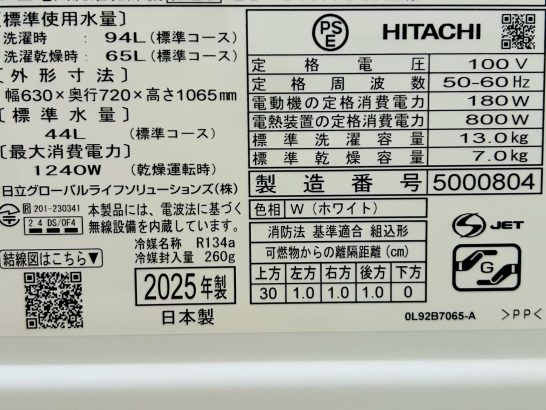 [標準使用水量]
洗濯時 : 94L (標準コース)
洗濯乾燥時 : 65L (標準コース)
[外形寸法]
幅630×奥行720×高さ1065mm
[標準水量]
44L (標準コース)
[最大消費電力]
1240W (乾燥運転時)
日立グローバルライフソリューションズ(株)
R 201-230341
2.4 DS/OF4
本製品には、電波法に基づく
無線設備を内蔵しています。
冷媒名称 R134a
冷媒封入量 260g
結線図はこちら▼
2025年製
日本製
PSE
HITACHI
定格電圧 100V
定格周波数 50-60Hz
電動機の定格消費電力 180W
電熱装置の定格消費電力 800W
標準洗濯容量 13.0kg
標準乾燥容量 7.0kg
製造番号 5000804
色相 W (ホワイト)
消防法 基準適合 組込形
可燃物からの離隔距離(cm)
上方 左方 右方 後方 下方
30 1.0 1.0 1.0 0
S JET
G
0L92B7065-A >PP<